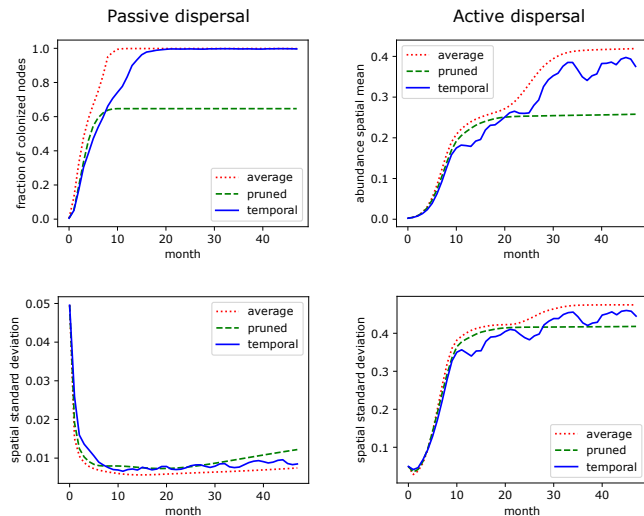 Passive dispersal
Active dispersal
fraction of colonized nodes
1.0
0.8
0.6
0.4
0.2
0.0
average
pruned
temporal
0 10 20 30 40
month
abundance spatial mean
0.4
0.3
0.2
0.1
0.0
average
pruned
temporal
0 10 20 30 40
month
spatial standard deviation
0.05
0.04
0.03
0.02
0.01
average
pruned
temporal
0 10 20 30 40
month
spatial standard deviation
0.4
0.3
0.2
0.1
average
pruned
temporal
0 10 20 30 40
month